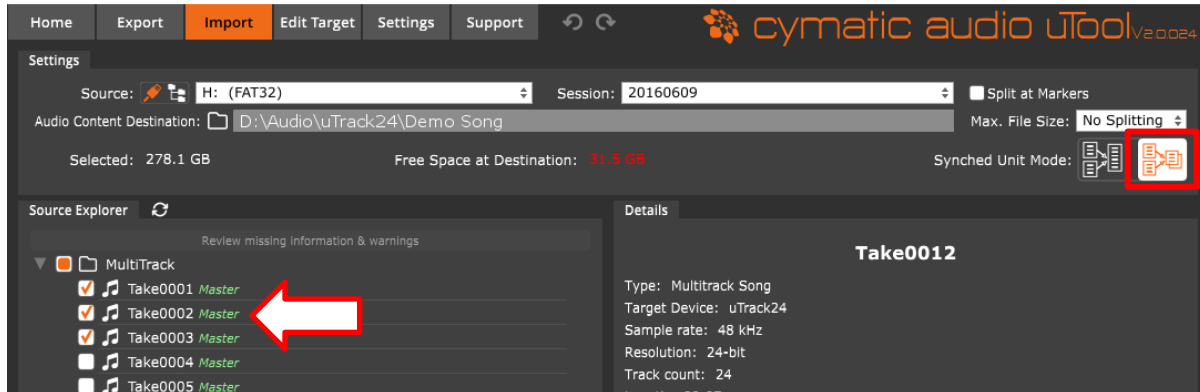 Home Export Import Edit Target Settings Support cymatic audio uTool V2.0.024
Settings
Source: H: (FAT32) Session: 20160609 Split at Markers
Audio Content Destination: D:\Audio\uTrack24\Demo Song Max. File Size: No Splitting
Selected: 278.1 GB Free Space at Destination: 31.5 GB Synched Unit Mode:
Source Explorer Details
Review missing information & warnings
Take0012
MultiTrack
Type: Multitrack Song
Take0001 Master
Target Device: uTrack24
Take0002 Master
Sample rate: 48 kHz
Take0003 Master
Resolution: 24-bit
Take0004 Master
Track count: 24
Take0005 Master